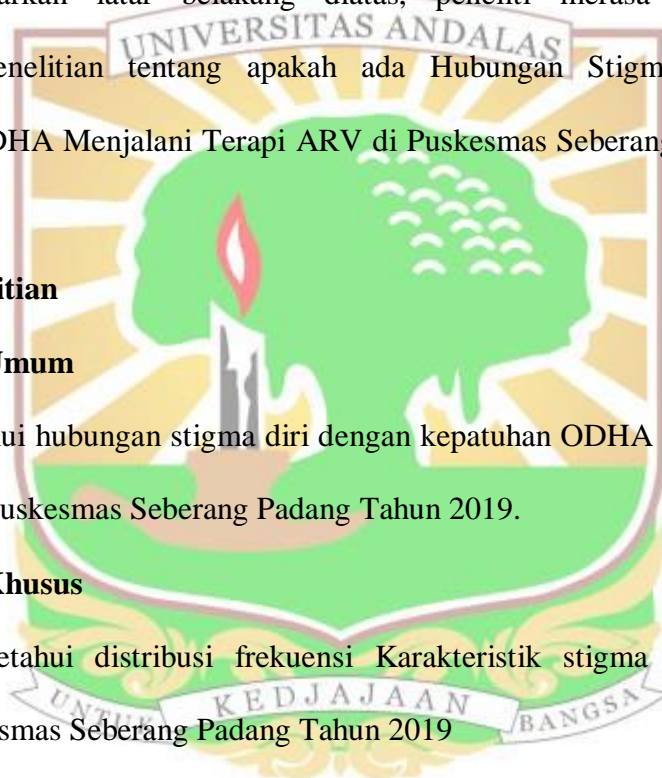 arkan latar belakang diatas, peneliti merasa
UNIVERSITAS ANDALAS
enelitian tentang apakah ada Hubungan Stigm
DHA Menjalani Terapi ARV di Puskesmas Seberang
itian
Umum
ui hubungan stigma diri dengan kepatuhan ODHA
uskesmas Seberang Padang Tahun 2019.
Khusus
etahui distribusi frekuensi Karakteristik stigma
UNTUK KEDJAJAAN BANGSA
smas Seberang Padang Tahun 2019